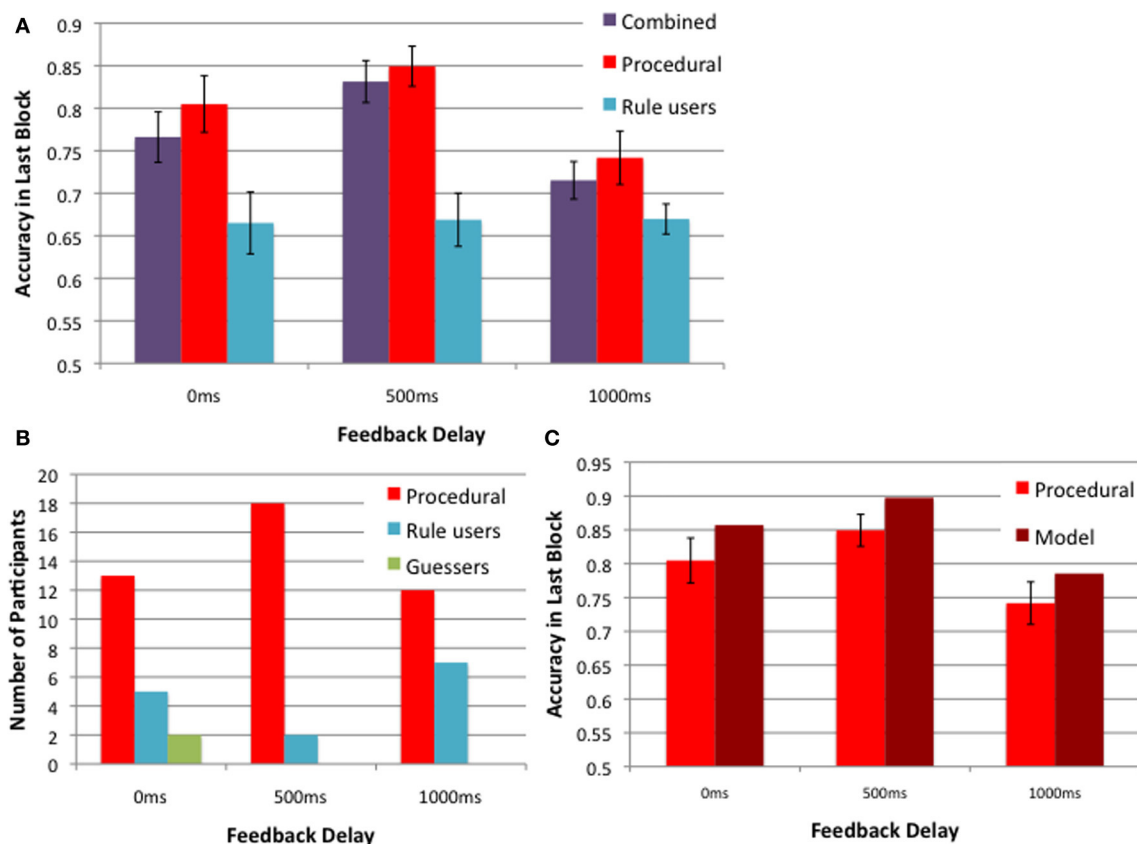 A
Accuracy in Last Block
0.9
0.85
0.8
0.75
0.7
0.65
0.6
0.55
0.5
Combined
Procedural
Rule users
0ms
500ms
1000ms
Feedback Delay
B
Number of Participants
20
18
16
14
12
10
8
6
4
2
0
Procedural
Rule users
Guessers
0ms
500ms
1000ms
Feedback Delay
C
Accuracy in Last Block
0.95
0.9
0.85
0.8
0.75
0.7
0.65
0.6
0.55
0.5
Procedural
Model
0ms
500ms
1000ms
Feedback Delay